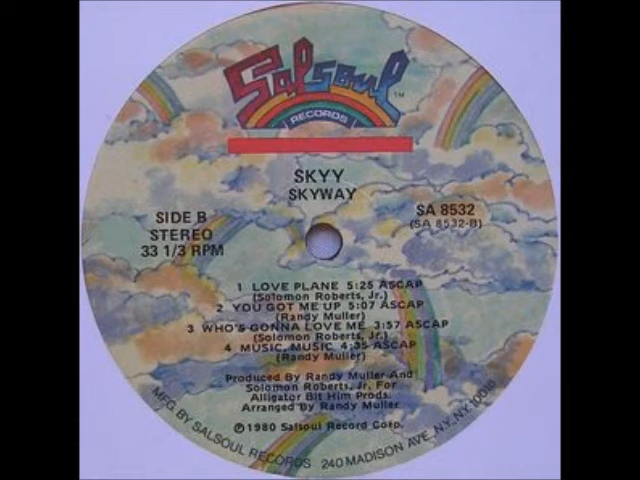 Salsoul TM
RECORDS
SKYY
SKYWAY
SIDE B
STEREO
33 1/3 RPM
SA 8532
(SA 8532-B)
1 LOVE PLANE 5:25 ASCAP
(Solomon Roberts, Jr.)
2 YOU GOT ME UP 5:07 ASCAP
(Randy Muller)
3 WHO'S GONNA LOVE ME 3:57 ASCAP
(Solomon Roberts, Jr.)
4 MUSIC, MUSIC 4:35 ASCAP
(Randy Muller)
Produced By Randy Muller And
Solomon Roberts, Jr. For
Alligator Bit Him Prods.
Arranged By Randy Muller
℗ 1980 Salsoul Record Corp.
MFG. BY SALSOUL RECORDS 240 MADISON AVE., N.Y., N.Y. 10016